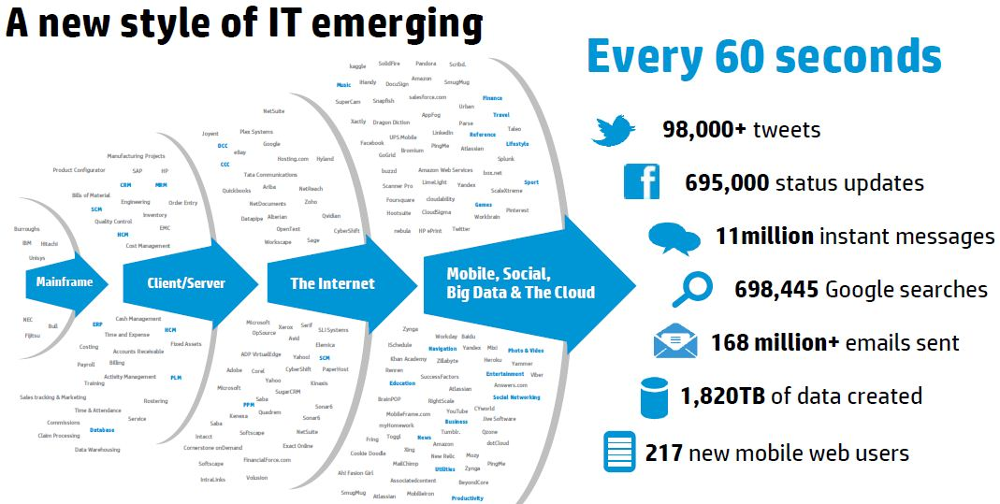 A new style of IT emerging
Every 60 seconds
98,000+ tweets
695,000 status updates
11million instant messages
698,445 Google searches
168 million+ emails sent
1,820TB of data created
217 new mobile web users
Burroughs
IBM Hitachi
Unisys
Mainframe
NEC Bull
Fijitsu
Manufacturing Projects
Product Configurator SAP HP
CRM MRM
Bills of Material Engineering Order Entry
SCM Inventory
Quality Control EMC
HCM
Cost Management
Client/Server
Cash Management
ERP HCM
Time and Expense
Costing Fixed Assets
Accounts Receivable
Payroll Billing
Activity Management PLM
Training
Sales tracking & Marketing Rostering
Time & Attendance
Commissions Service
Claim Processing Database
Data Warehousing
NetSuite
Joyent Plex Systems
DCC Google
eBay
CCC Hosting.com Hyland
Tata Communications
Quickbooks Ariba NetReach
NetDocuments Zoho
Datapipe Alterian Qvidian
OpenText CyberShift
Workscape Sage
The Internet
Microsoft Xerox Serif SLI Systems
OpSource Avid
Elemica
ADP VirtualEdge Yahoo! SCM
Adobe Corel CyberShift PaperHost
Yahoo Kinaxis
Microsoft SugarCRM
Saba
PPM Sonar6
Kenexa Quadrem
Saba Sonar6
Intacct Softscape NetSuite
Cornerstone onDemand Exact Online
Softscape FinancialForce.com
IntraLinks Volusion
kaggle SolidFire Pandora Scribd.
Music iHandy DocuSign Amazon SmugMug
SuperCam Snapfish salesforce.com Finance
Urban
AppFog Travel
Xactly Dragon Diction Parse
LinkedIn Reference Taleo
Facebook UPS Mobile
PingMe Atlassian Lifestyle
GoGrid Bromium
Splunk
buzzd Amazon Web Services box.net
Scanner Pro LimeLight Yandex Sport
ScaleXtreme
Foursquare cloudability Games
Hootsuite CloudSigma Pinterest
Workbrain
nebula HP ePrint Twitter
Mobile, Social,
Big Data & The Cloud
Zynga
Workday Baidu
iSchedule Navigation Yandex Mixi Photo & Video
Khan Academy Zillabyte Heroku Yammer
Renren SuccessFactors Entertainment Viber
Education Atlassian Answers.com
BrainPOP RightScale Social Networking
MobileFrame.com YouTube CYworld
myHomework Business Jive Software
Fring Toggl News Tumblr. Qzone
Cookie Doodle Xing Amazon dotCloud
New Relic Mozy
MailChimp Utilities Zynga PingMe
Ah! Fasion Girl Associatedcontent BeyondCore
SmugMug Atlassian MobileIron
Productivity